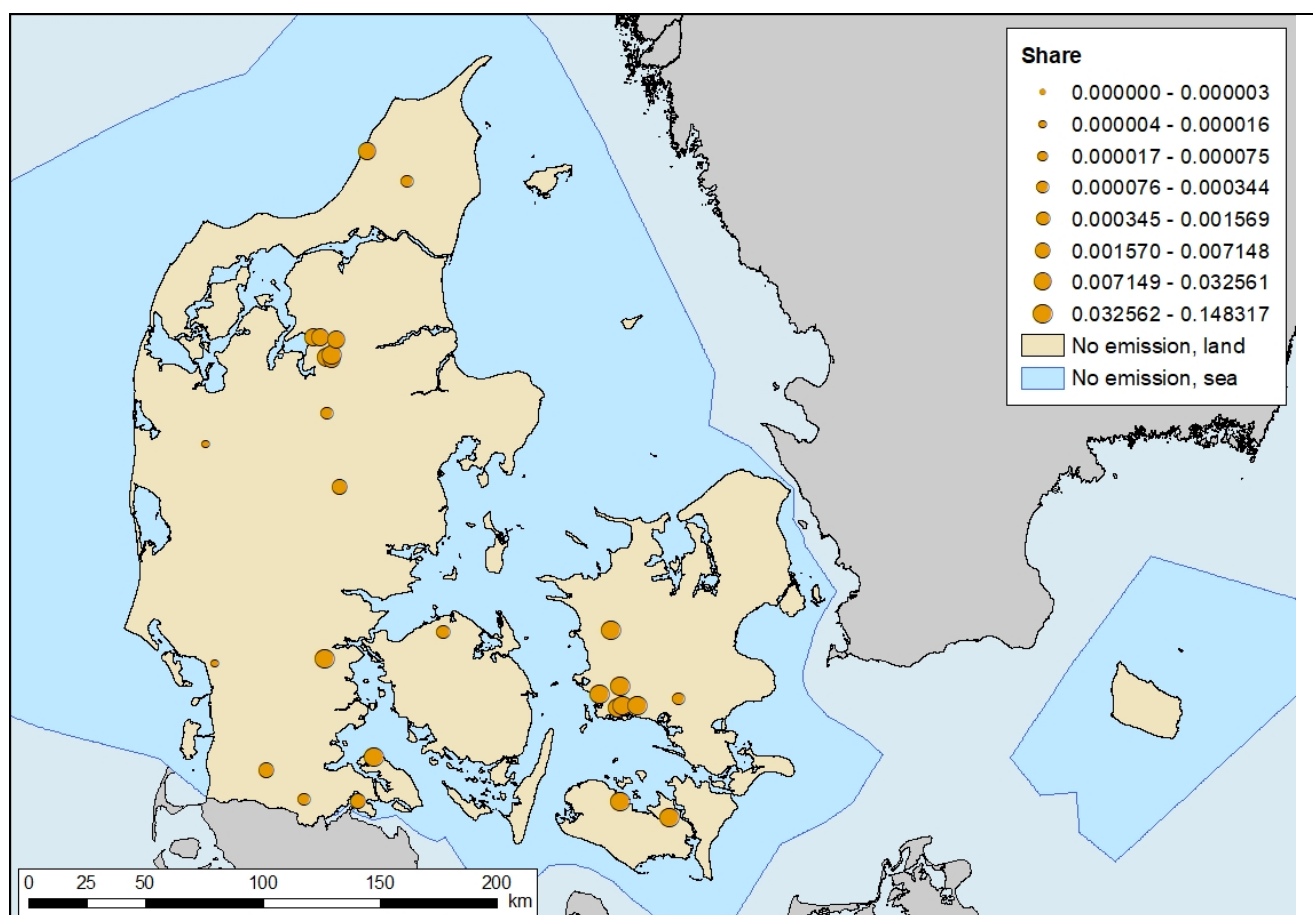 Share
0.000000 - 0.000003
0.000004 - 0.000016
0.000017 - 0.000075
0.000076 - 0.000344
0.000345 - 0.001569
0.001570 - 0.007148
0.007149 - 0.032561
0.032562 - 0.148317
No emission, land
No emission, sea
0 25 50 100 150 200
km